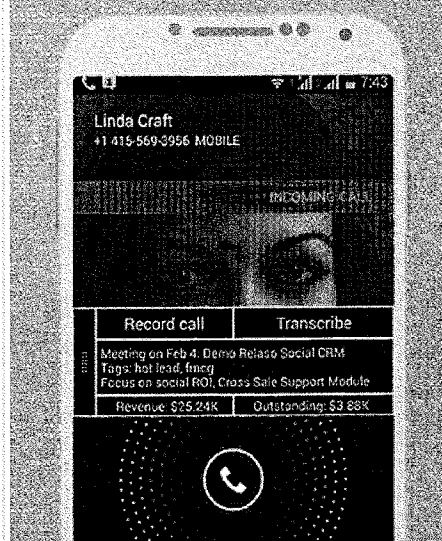 7:43
Linda Craft
+1 415-569-3956 MOBILE
INCOMING CALL
Record call
Transcribe
Meeting on Feb 4. Demo Relaso Social CRM
Tags: hot lead, fmcg
Focus on social ROI, Cross Sale Support Module
Revenue: $25.24K
Outstanding: $3.88K